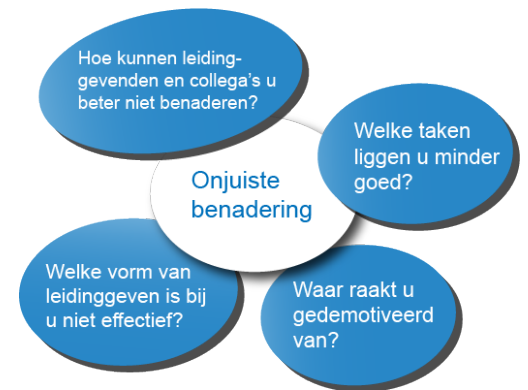 Hoe kunnen leiding-
gevenden en collega's u
beter niet benaderen?
Welke taken
liggen u minder
goed?
Onjuiste
benadering
Welke vorm van
leidinggeven is bij
u niet effectief?
Waar raakt u
gedemotiveerd
van?